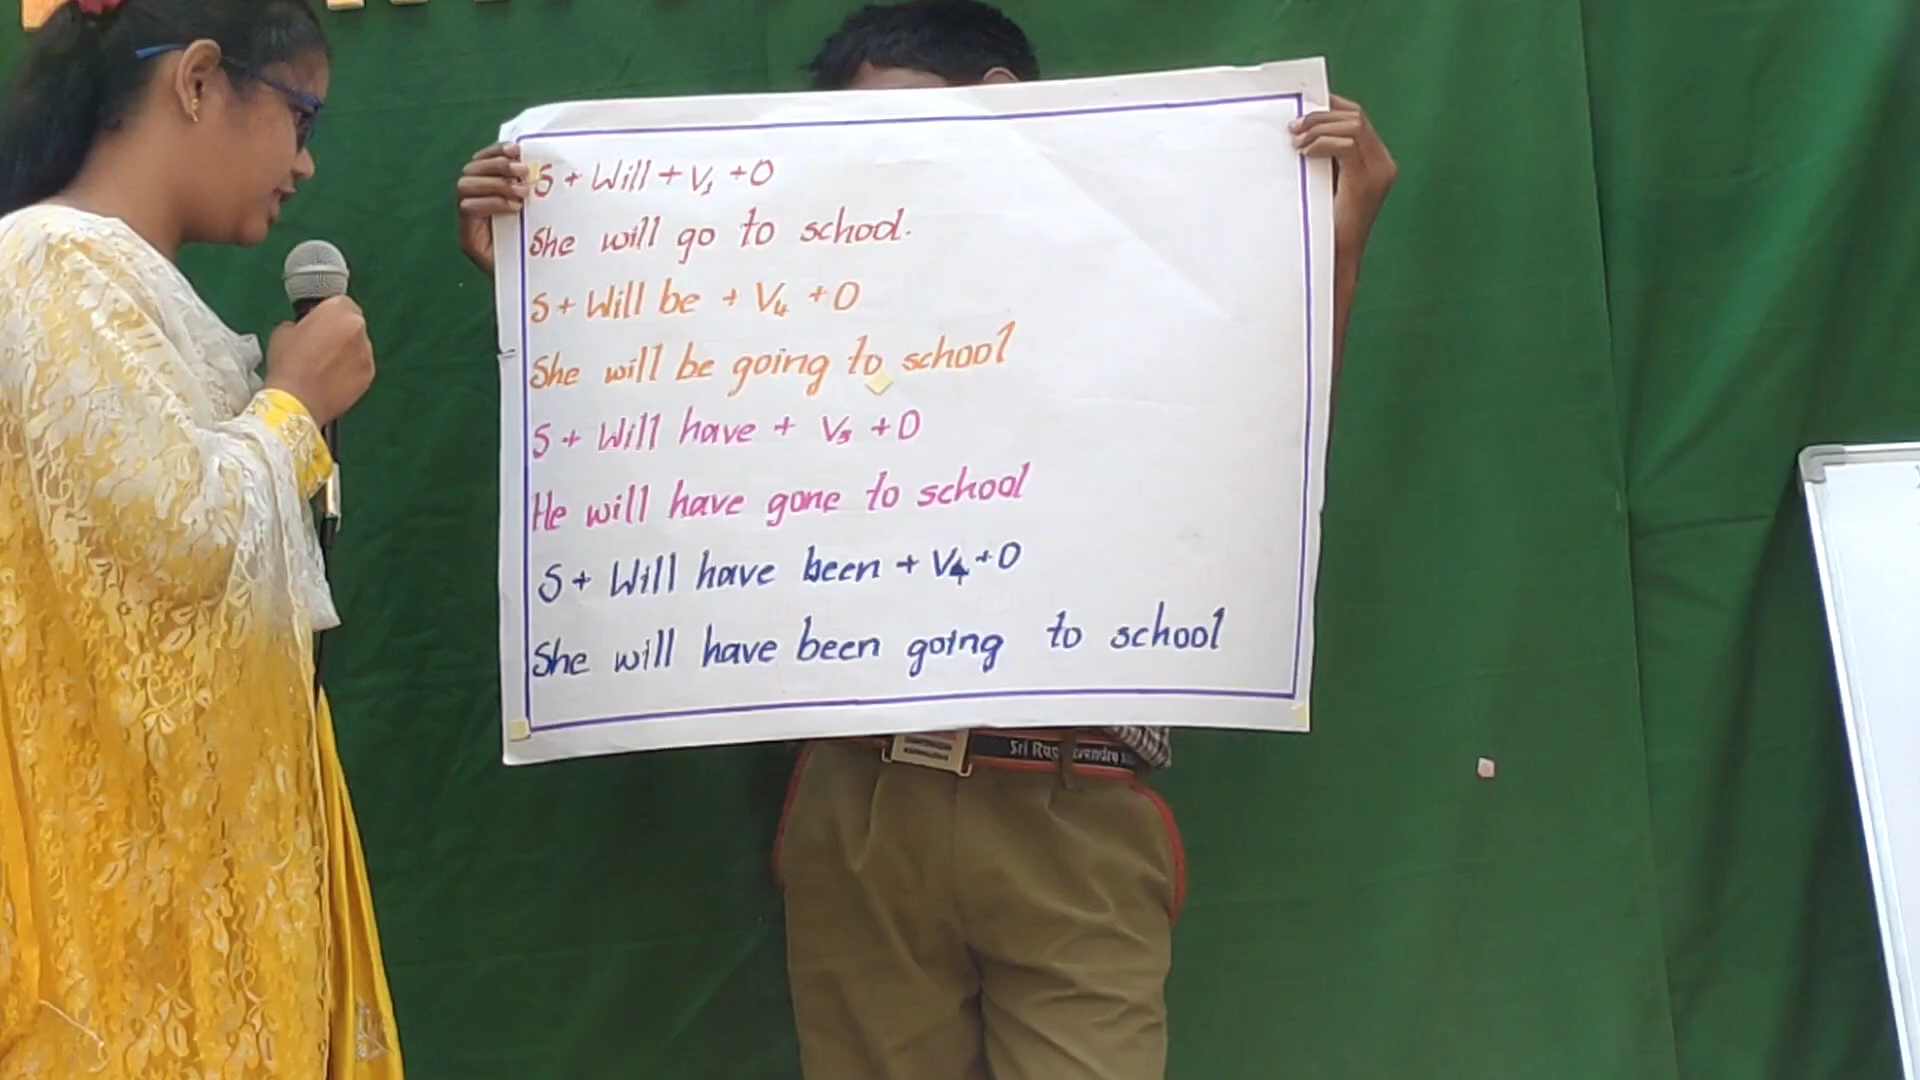 S + Will + V₁ + O
She will go to school.
S + Will be + V₄ + O
She will be going to school
S + Will have + V₃ + O
He will have gone to school
S + Will have been + V₄ + O
She will have been going to school
Sri